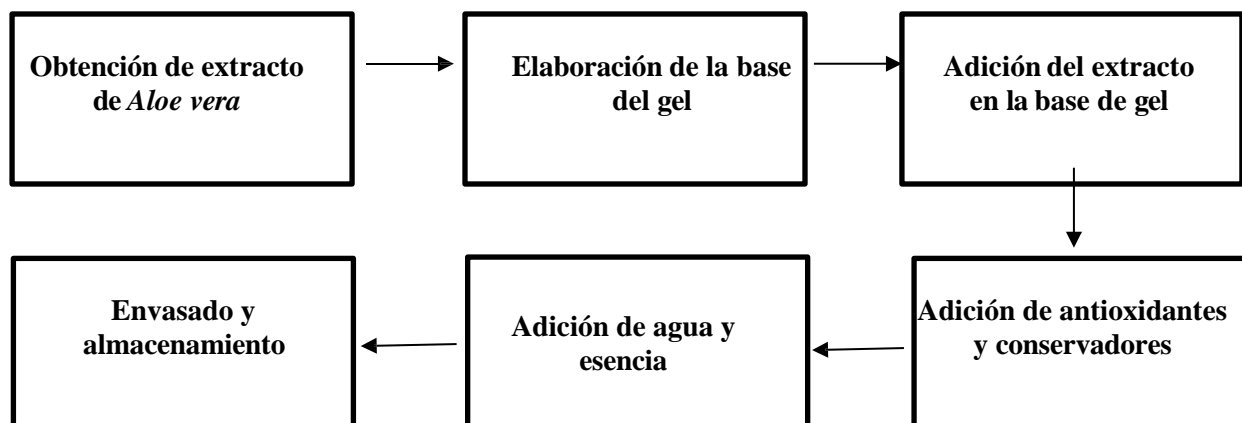 Obtención de extracto
de Aloe vera
Elaboración de la base
del gel
Adición del extracto
en la base de gel
Adición de antioxidantes
y conservadores
Adición de agua y
esencia
Envasado y
almacenamiento